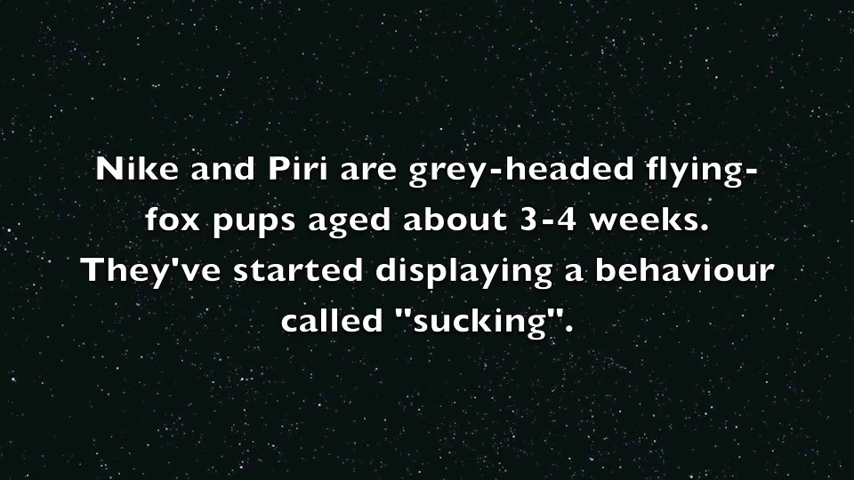 Nike and Piri are grey-headed flying-
fox pups aged about 3-4 weeks.
They've started displaying a behaviour
called "sucking".